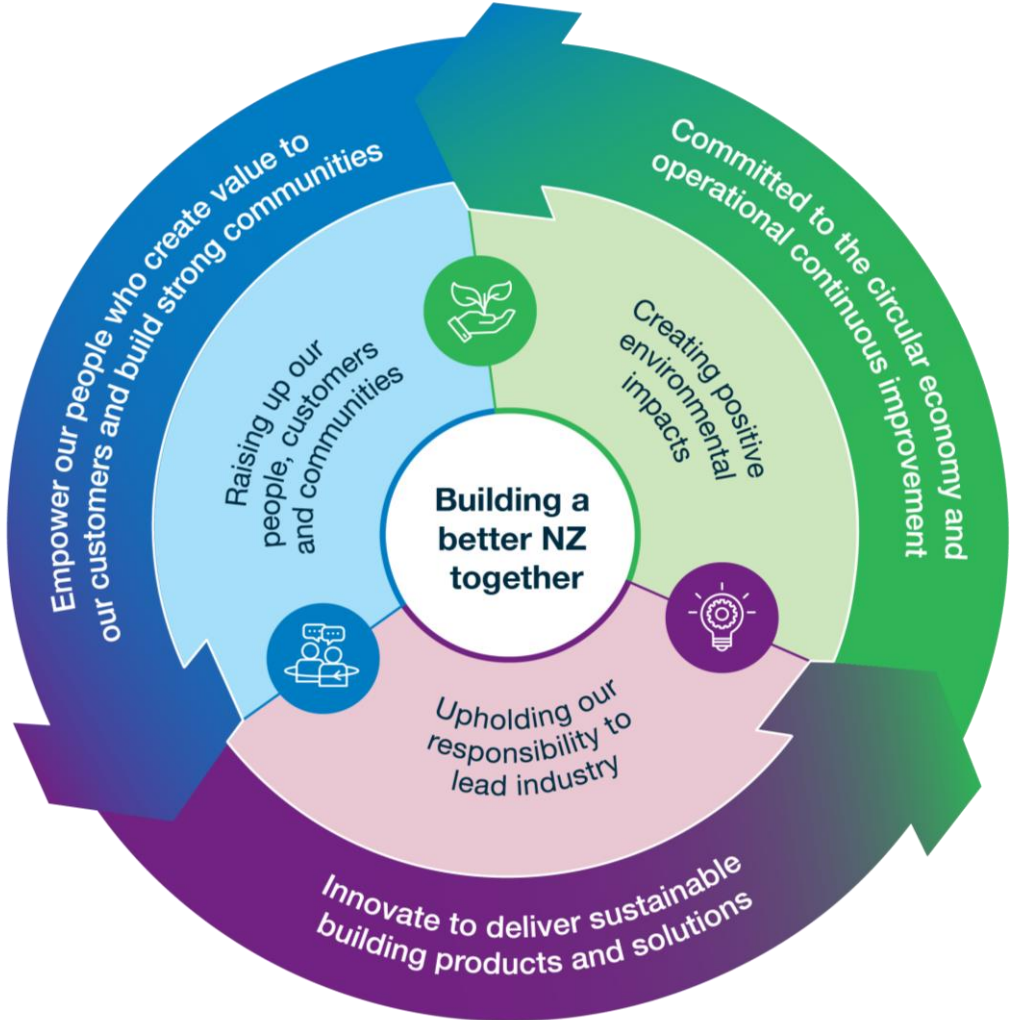 Empower our people who create value to
our customers and build strong communities
Committed to the circular economy and
operational continuous improvement
Raising up our
people, customers
and communities
Creating positive
environmental
impacts
Building a
better NZ
together
Upholding our
responsibility to
lead industry
Innovate to deliver sustainable
building products and solutions